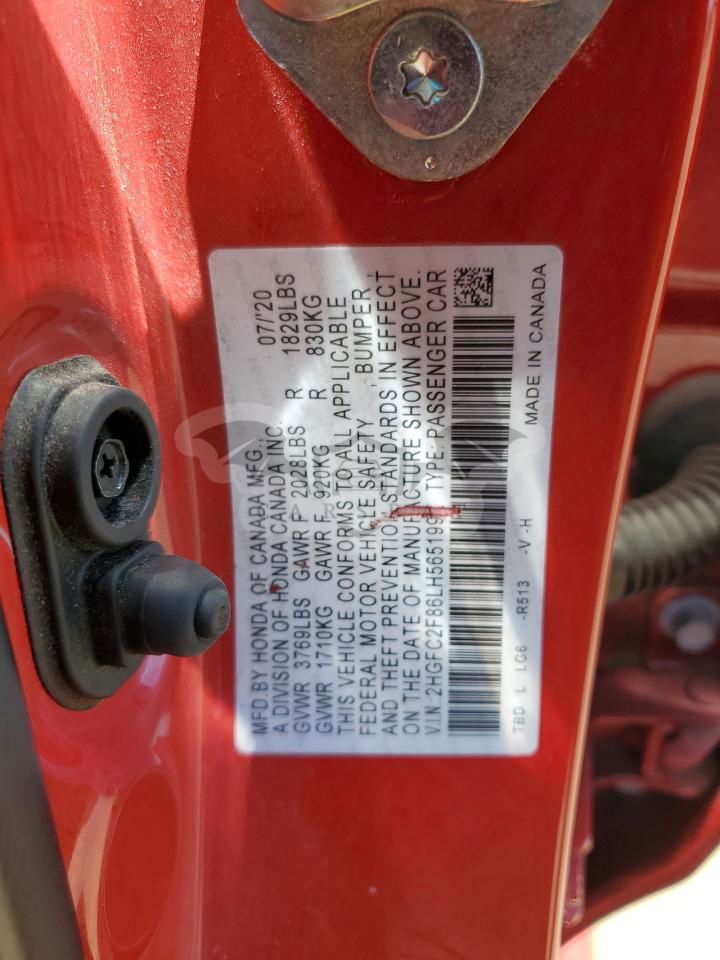 MFD BY HONDA OF CANADA MFG., 07/'20
A DIVISION OF HONDA CANADA INC.
GVWR 3769LBS GAWR F 2028LBS R 1829LBS
GVWR 1710KG GAWR F 920KG R 830KG
THIS VEHICLE CONFORMS TO ALL APPLICABLE
FEDERAL MOTOR VEHICLE SAFETY, BUMPER,
AND THEFT PREVENTION STANDARDS IN EFFECT
ON THE DATE OF MANUFACTURE SHOWN ABOVE.
V.I.N.:2HGFC2F86LH565199 TYPE: PASSENGER CAR
TBD L LC6 -R513 -V -H MADE IN CANADA